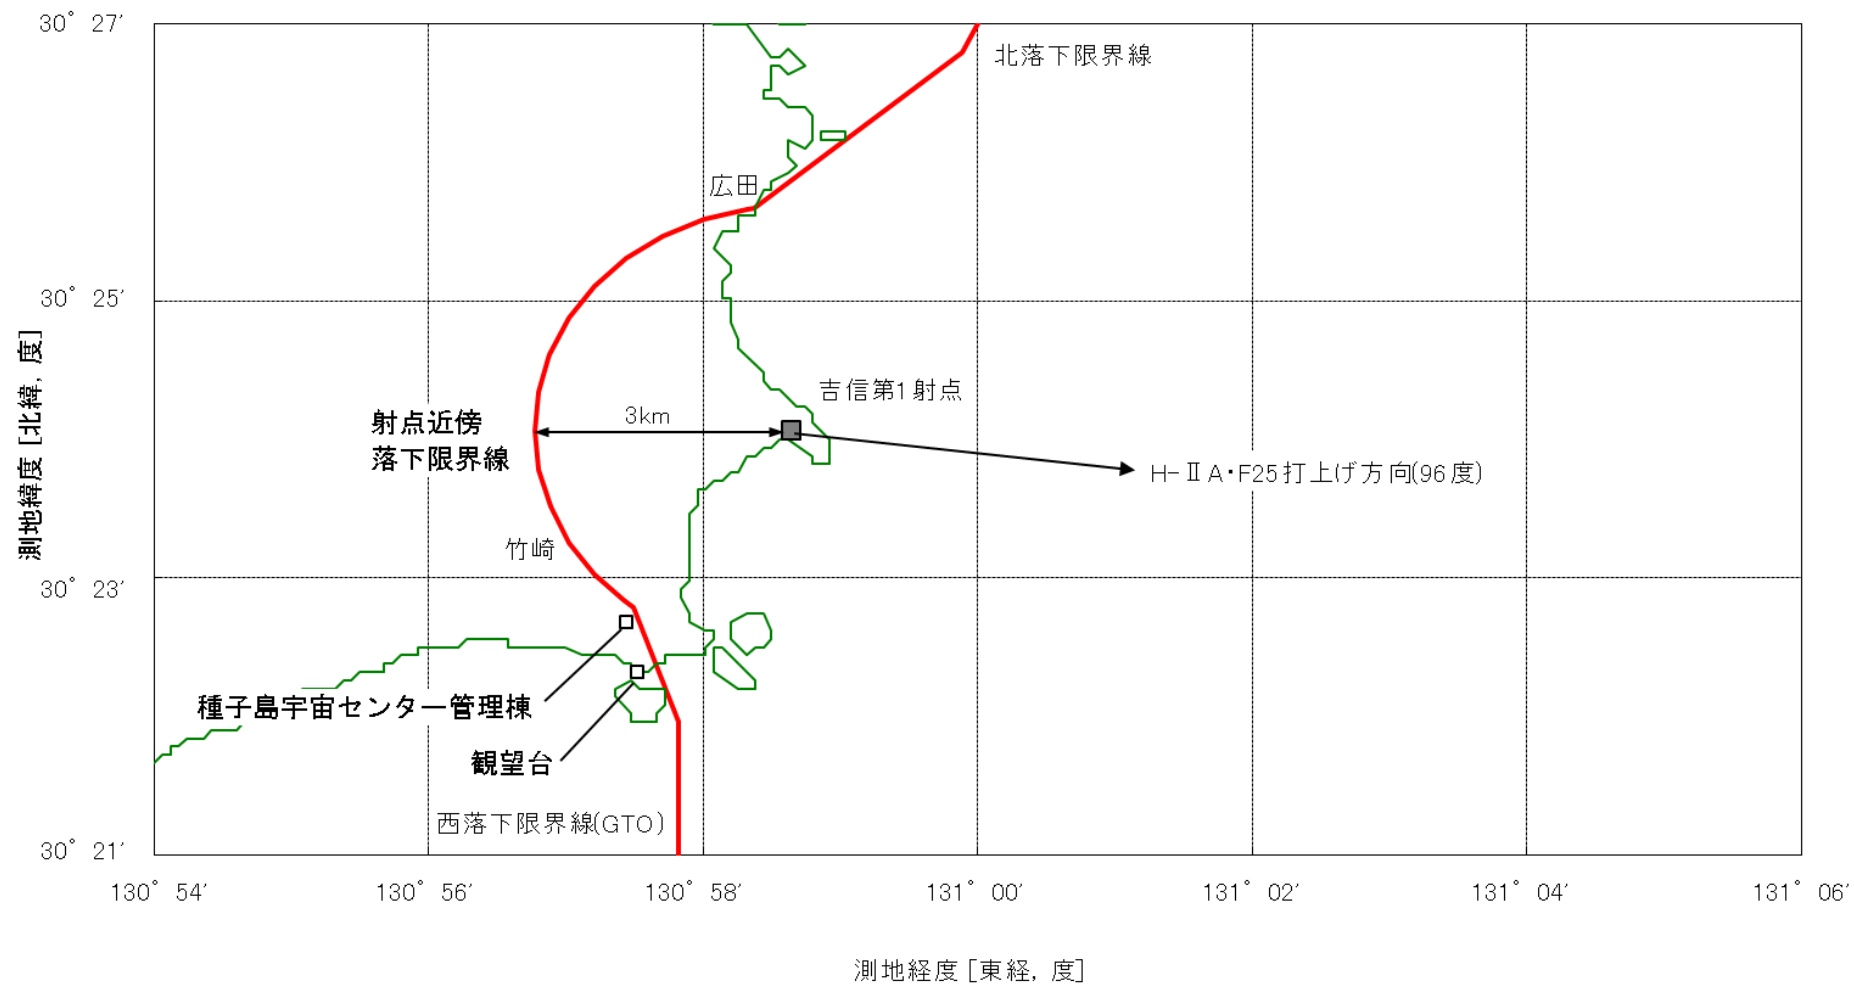 30° 27′
北落下限界線
広田
30° 25′
測地緯度 [北緯, 度]
吉信第1射点
3km
射点近傍
落下限界線
H-ⅡA・F25打上げ方向(96度)
竹崎
30° 23′
種子島宇宙センター管理棟
観望台
西落下限界線(GTO)
30° 21′
130° 54′
130° 56′
130° 58′
131° 00′
131° 02′
131° 04′
131° 06′
測地経度 [東経, 度]